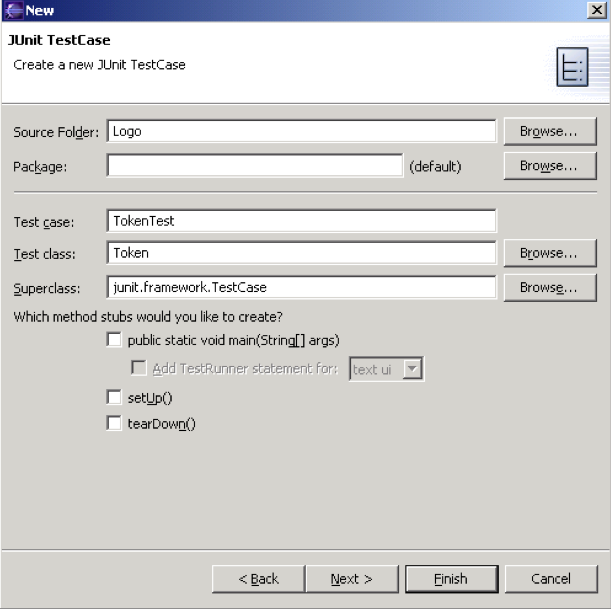 New
JUnit TestCase
Create a new JUnit TestCase
Source Folder: Logo Browse...
Package: (default) Browse...
Test case: TokenTest
Test class: Token Browse...
Superclass: junit.framework.TestCase Browse...
Which method stubs would you like to create?
public static void main(String[] args)
Add TestRunner statement for: text ui
setUp()
tearDown()
< Back Next > Finish Cancel